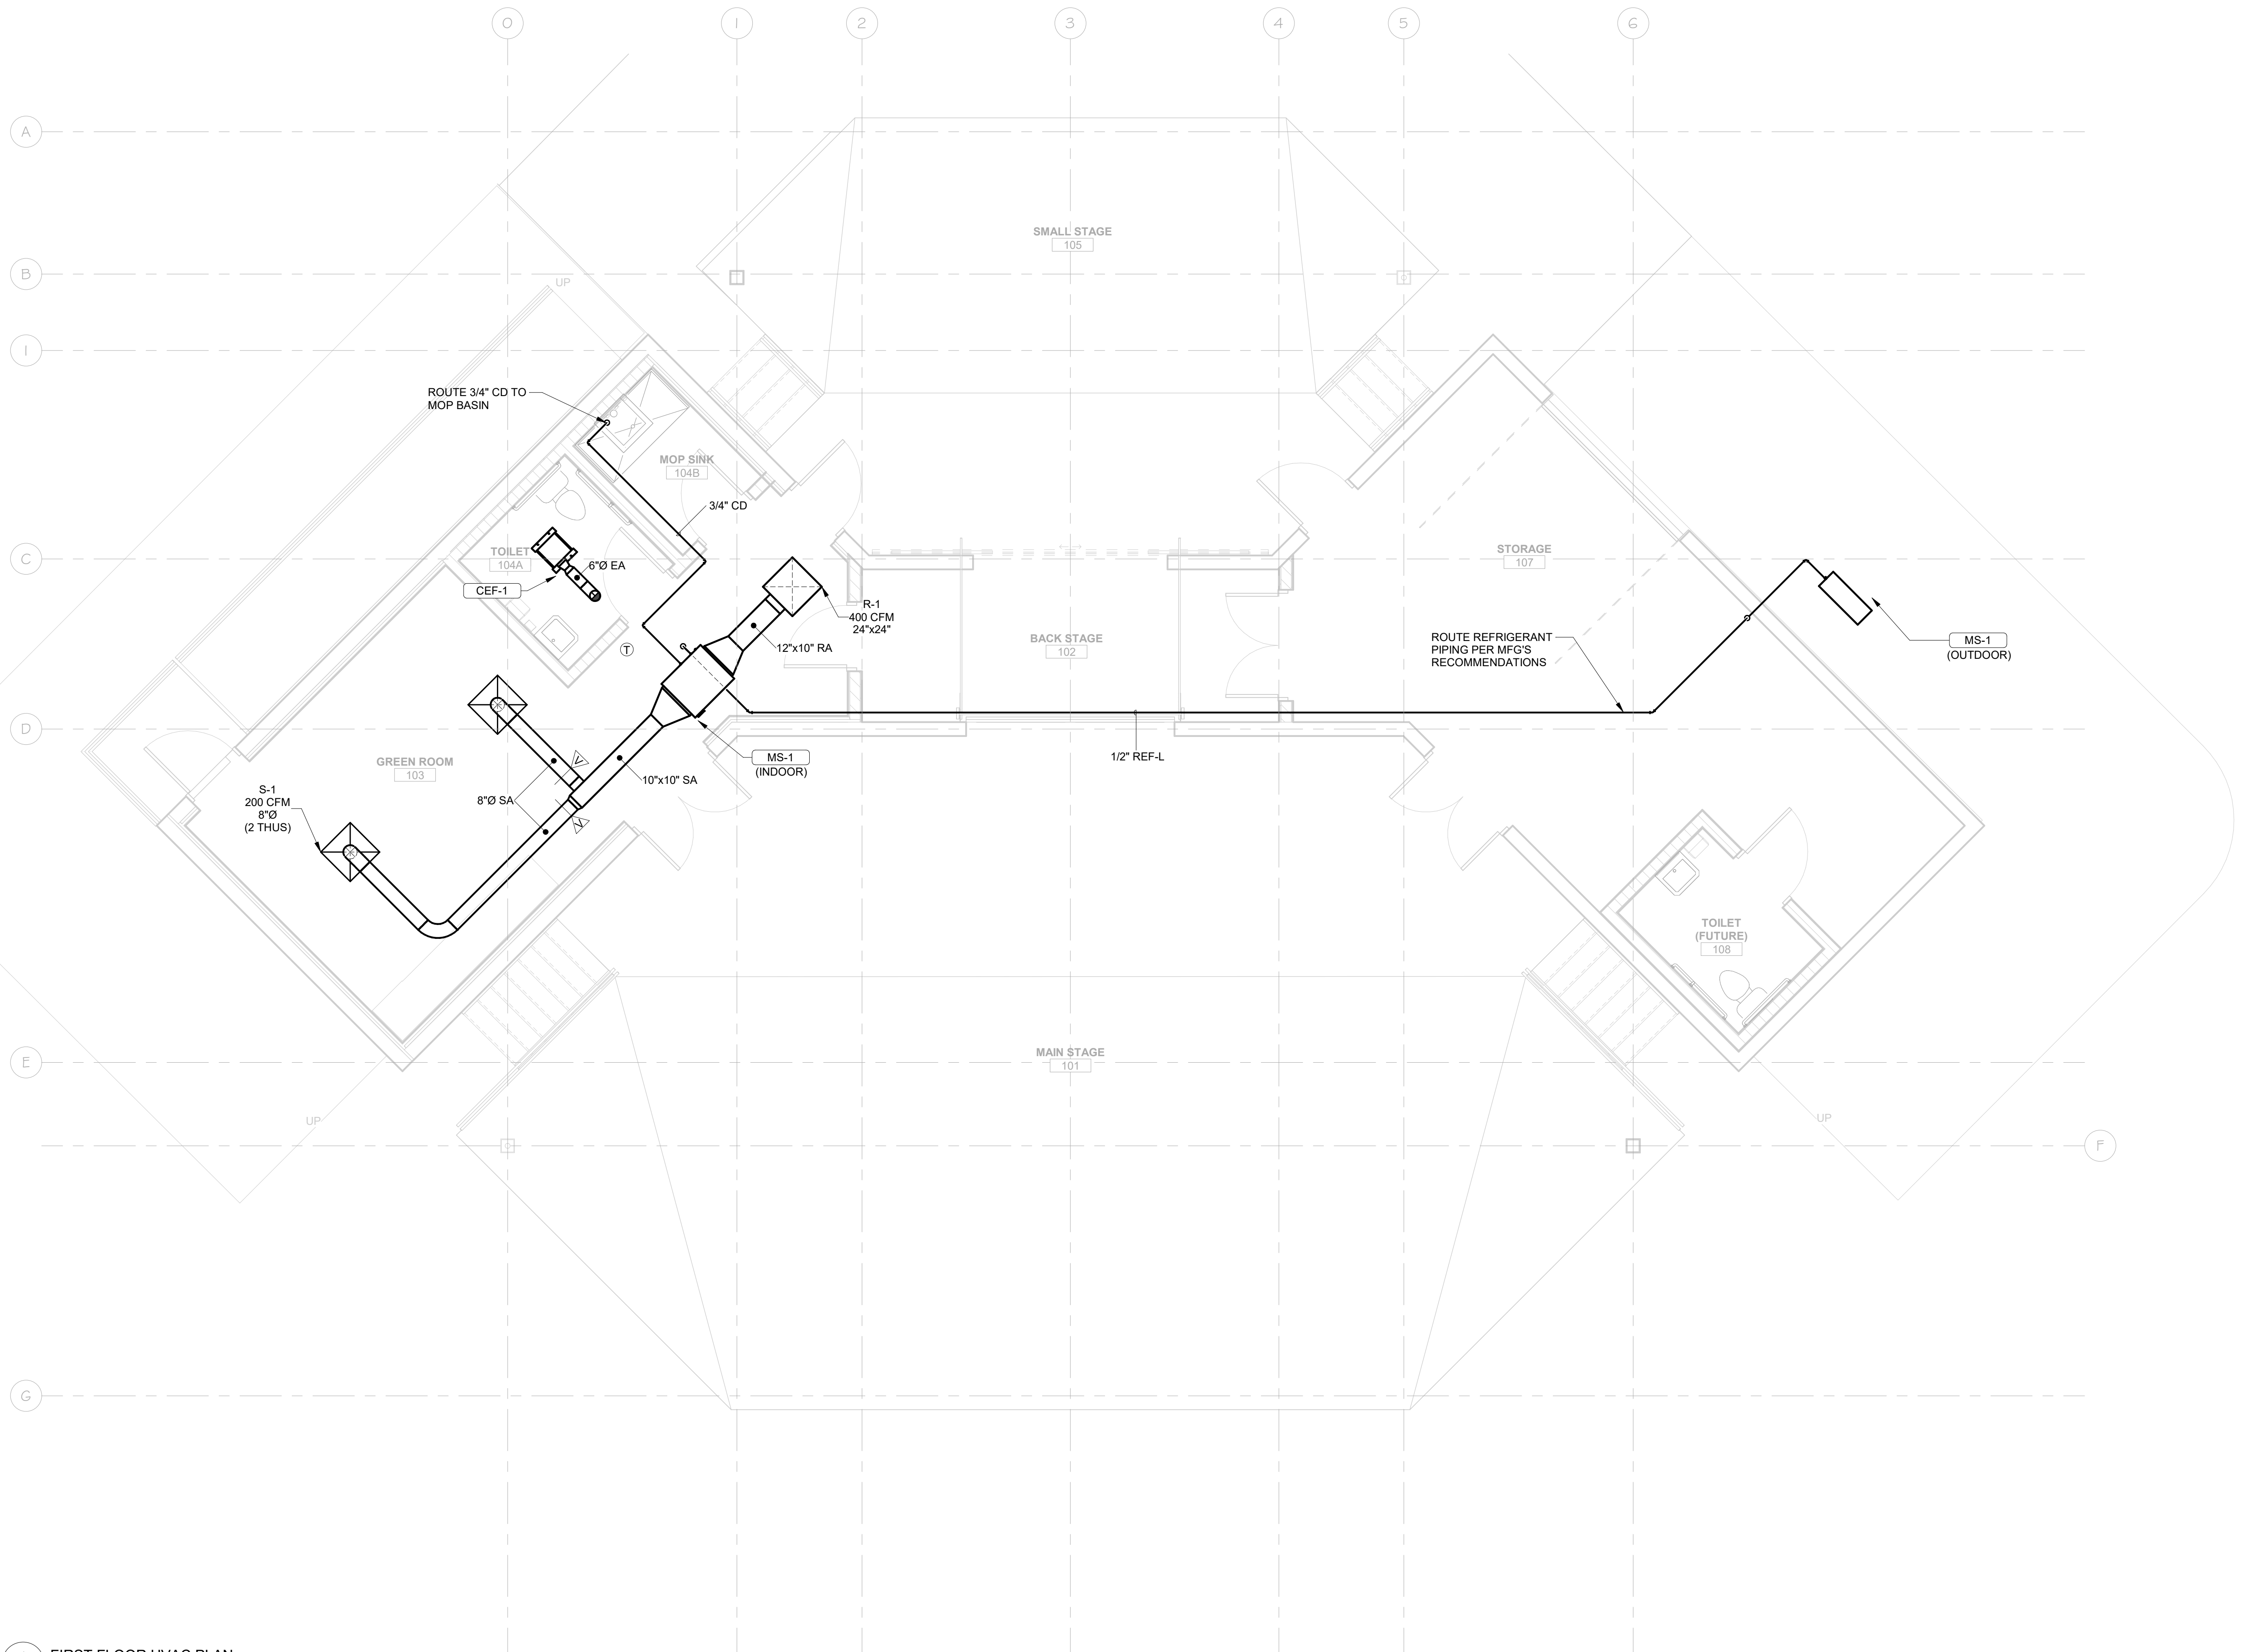 0
1
2
3
4
5
6
A
B
I
C
D
E
F
G
SMALL STAGE
105
UP
ROUTE 3/4" CD TO
MOP BASIN
MOP SINK
104B
3/4" CD
TOILET
104A
6"Ø EA
CEF-1
R-1
400 CFM
24"x24"
12"x10" RA
T
STORAGE
107
BACK STAGE
102
ROUTE REFRIGERANT
PIPING PER MFG'S
RECOMMENDATIONS
MS-1
(OUTDOOR)
1/2" REF-L
MS-1
(INDOOR)
GREEN ROOM
103
V
10"x10" SA
8"Ø SA
V
S-1
200 CFM
8"Ø
(2 THUS)
TOILET
(FUTURE)
108
MAIN STAGE
101
UP
UP
FIRST FLOOR HVAC PLAN